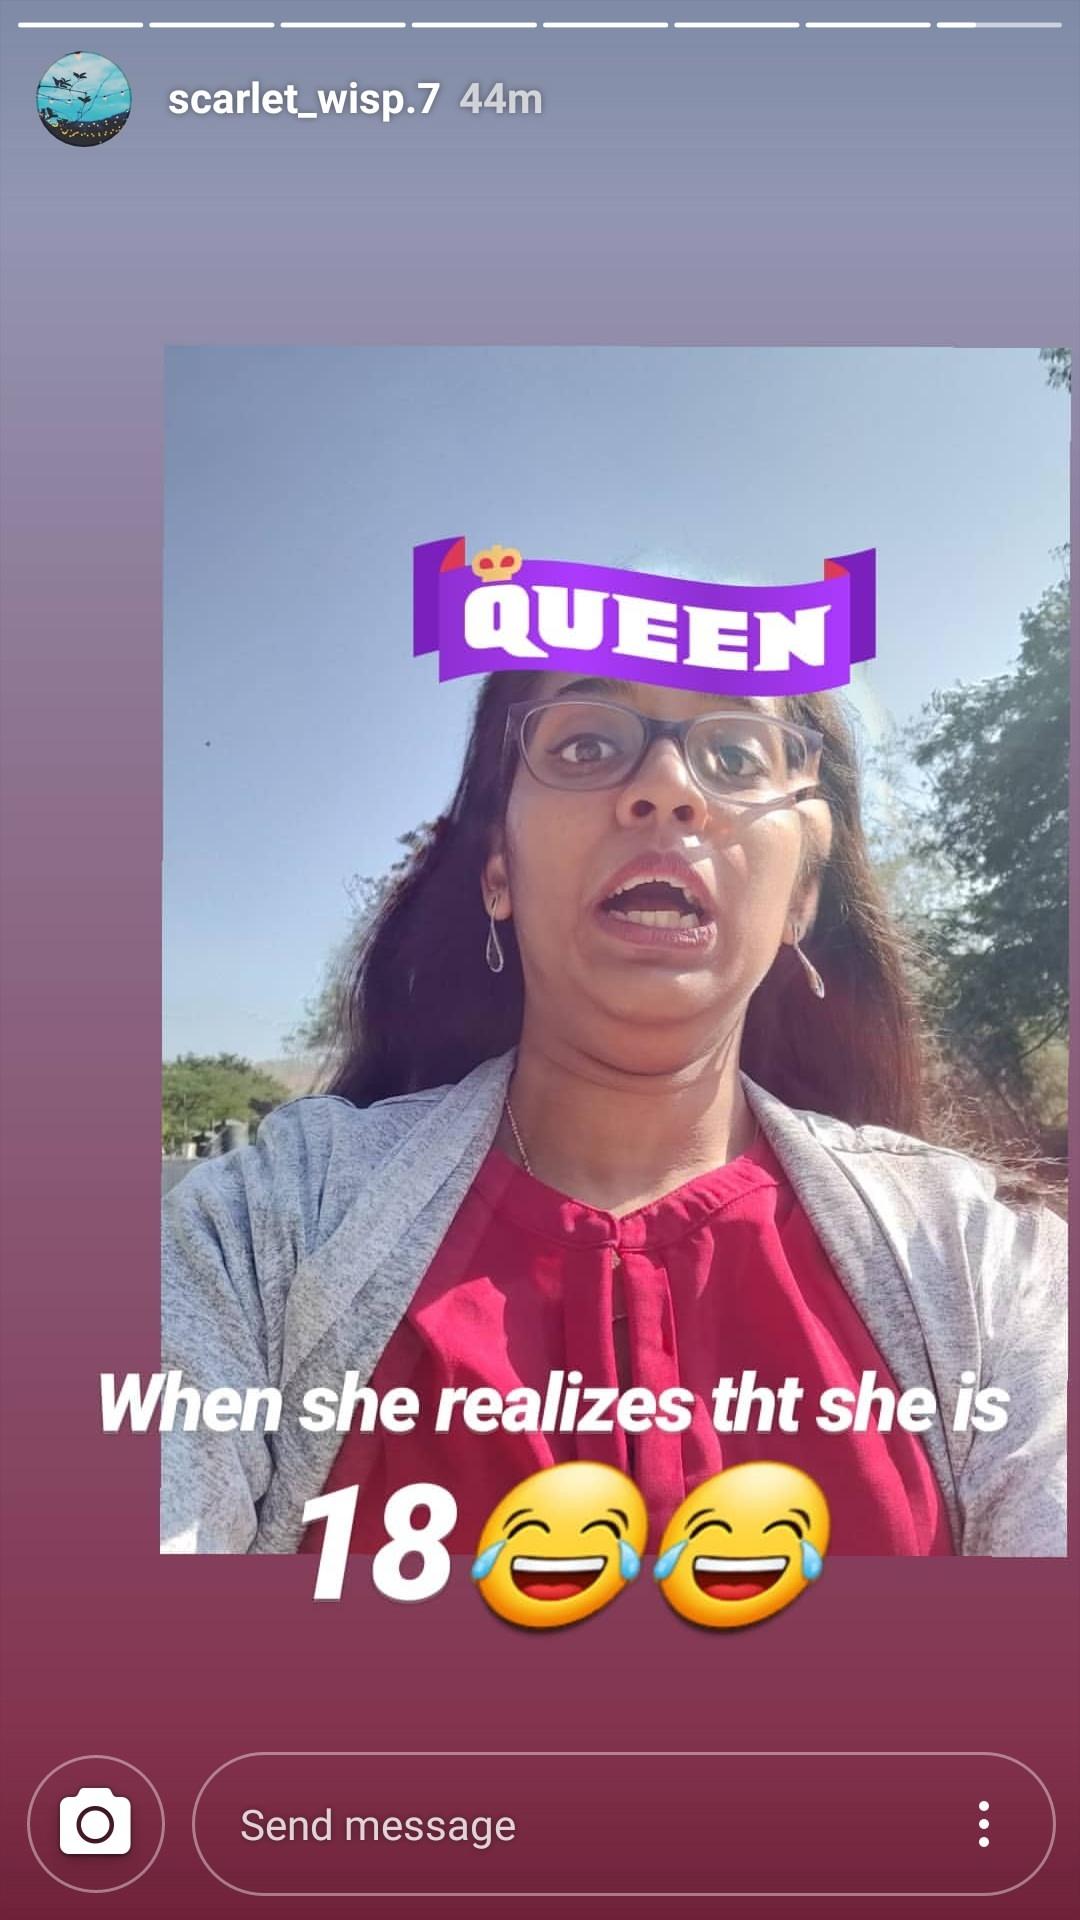 scarlet_wisp.7 44m
QUEEN
When she realizes tht she is
18😂😂
Send message